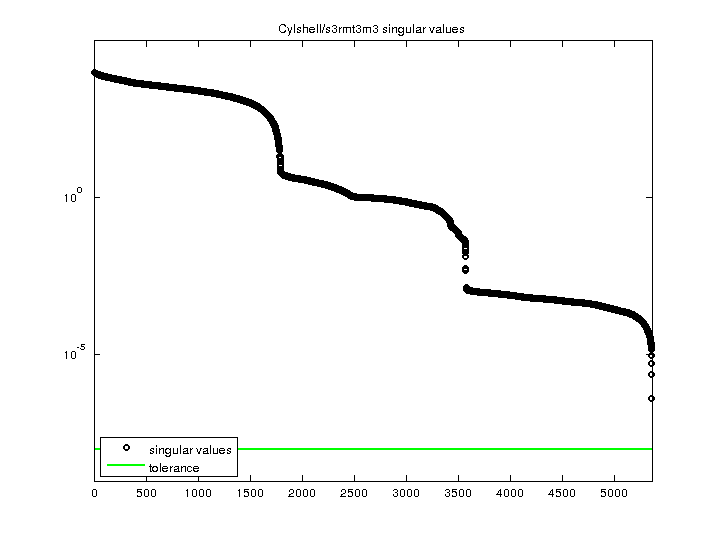 Cylshell/s3rmt3m3 singular values
10^0
10^-5
singular values
tolerance
0 500 1000 1500 2000 2500 3000 3500 4000 4500 5000